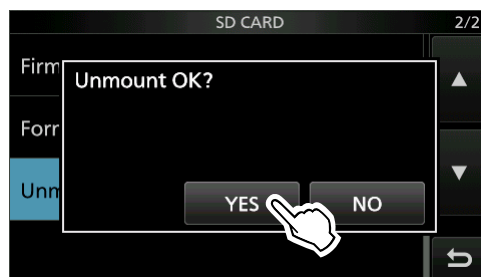 SD CARD 2/2
Firm
Unmount OK?
Forr
Unm
YES NO